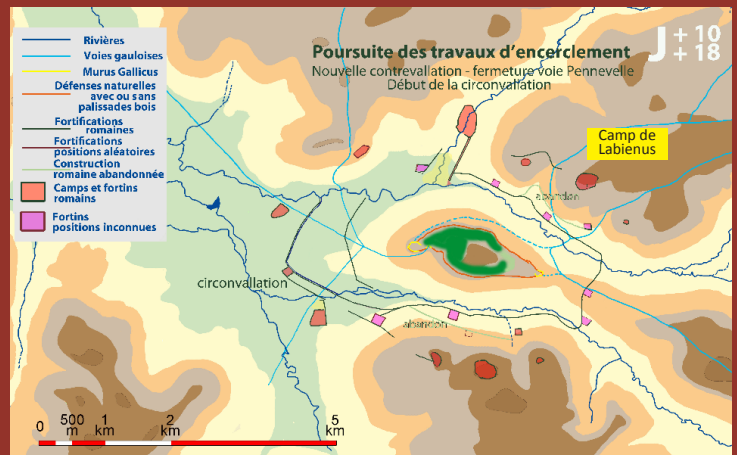 Rivières
Voies gauloises
Murus Gallicus
Défenses naturelles
avec ou sans
palissades bois
Fortifications
romaines
Fortifications
positions aléatoires
Construction
romaine abandonnée
Camps et fortins
romains
Fortins
positions inconnues
Poursuite des travaux d'encerclement
Nouvelle contrevallation - fermeture voie Pennevelle
Début de la circonvallation
J + 10
+ 18
Camp de
Labienus
abandon
circonvallation
abandon
0 500 1 2 5
m km km km